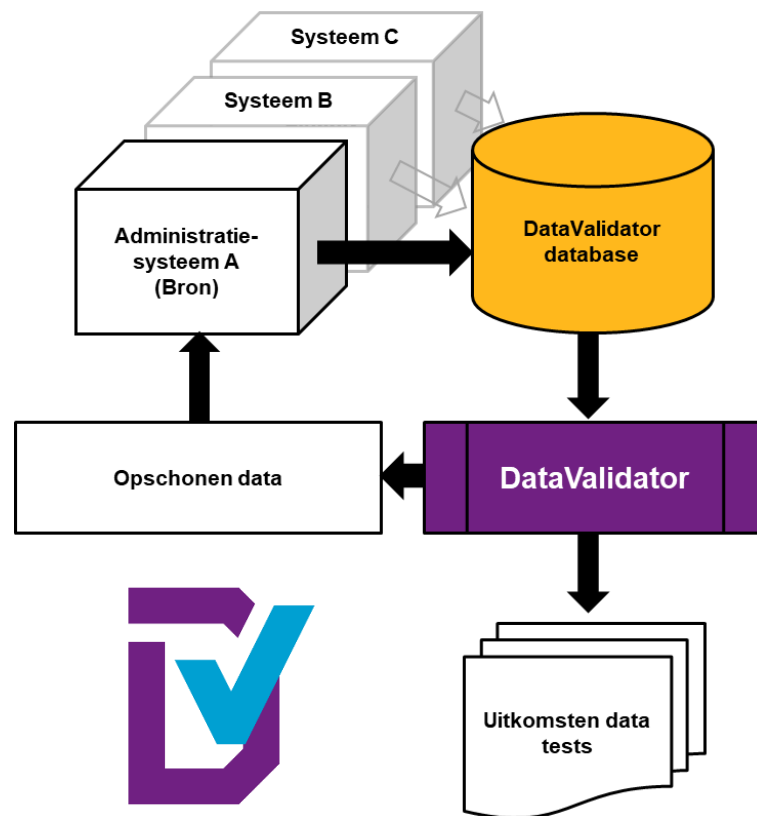 Systeem C
Systeem B
Administratie-
systeem A
(Bron)
DataValidator
database
Opschonen data
DataValidator
Uitkomsten data
tests